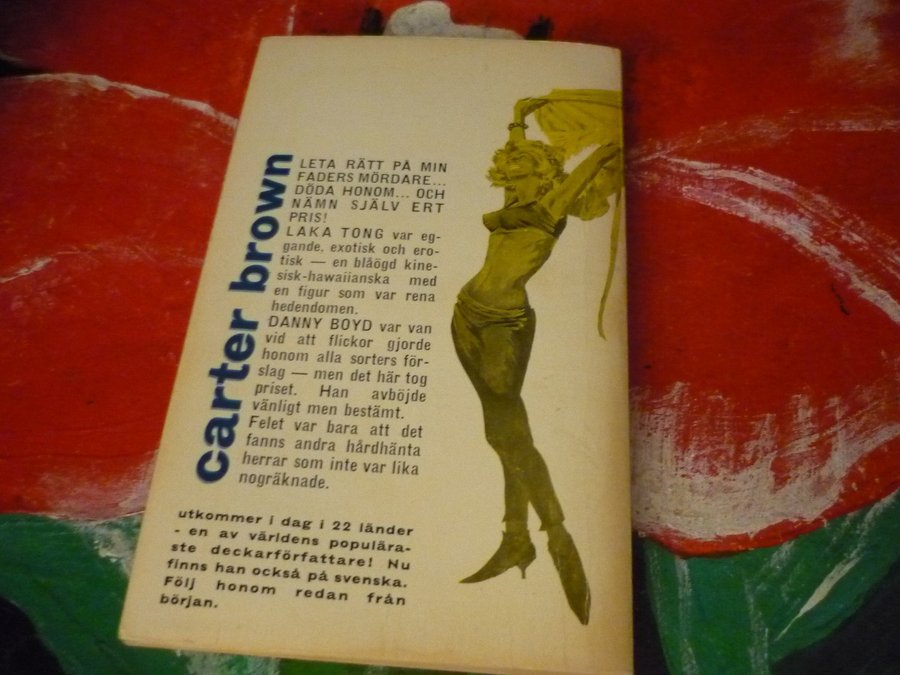 carter brown
LETA RÄTT PÅ MIN
FADERS MÖRDARE...
DÖDA HONOM... OCH
NÄMN SJÄLV ERT
PRIS!
LAKA TONG var eg-
gande, exotisk och ero-
tisk — en blåögd kine-
sisk-hawaiianska med
en figur som var rena
hedendomen.
DANNY BOYD var van
vid att flickor gjorde
honom alla sorters för-
slag — men det här tog
priset. Han avböjde
vänligt men bestämt.
Felet var bara att det
fanns andra hårdhänta
herrar som inte var lika
nogräknade.
utkommer i dag i 22 länder
- en av världens populära-
ste deckarförfattare! Nu
finns han också på svenska.
Följ honom redan från
början.